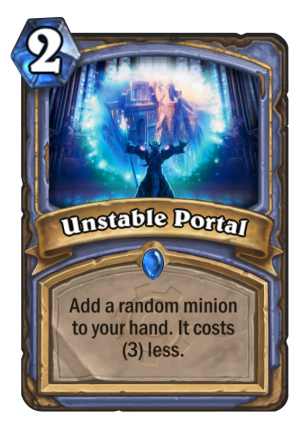 2
Unstable Portal
Add a random minion
to your hand. It costs
(3) less.